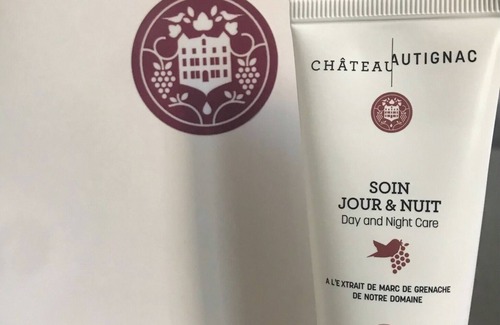 CHÂTEAU AUTIGNAC
SOIN
JOUR & NUIT
Day and Night Care
A L'EXTRAIT DE MARC DE GRENACHE
DE NOTRE DOMAINE